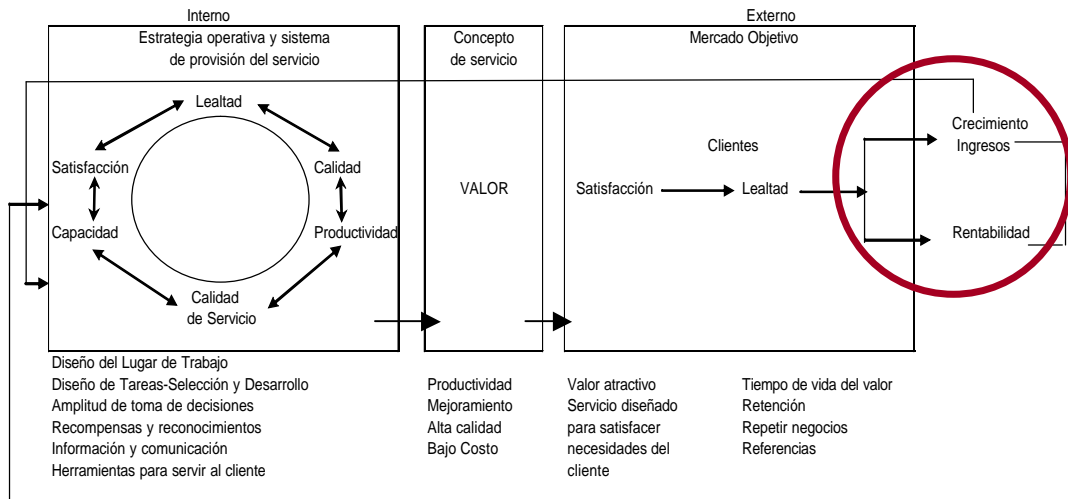 Interno
Externo
Estrategia operativa y sistema
de provisión del servicio
Concepto
de servicio
Mercado Objetivo
Lealtad
Satisfacción
Calidad
Capacidad
Productividad
Calidad
de Servicio
VALOR
Clientes
Satisfacción
Lealtad
Crecimiento
Ingresos
Rentabilidad
Diseño del Lugar de Trabajo
Diseño de Tareas-Selección y Desarrollo
Amplitud de toma de decisiones
Recompensas y reconocimientos
Información y comunicación
Herramientas para servir al cliente
Productividad
Mejoramiento
Alta calidad
Bajo Costo
Valor atractivo
Servicio diseñado
para satisfacer
necesidades del
cliente
Tiempo de vida del valor
Retención
Repetir negocios
Referencias